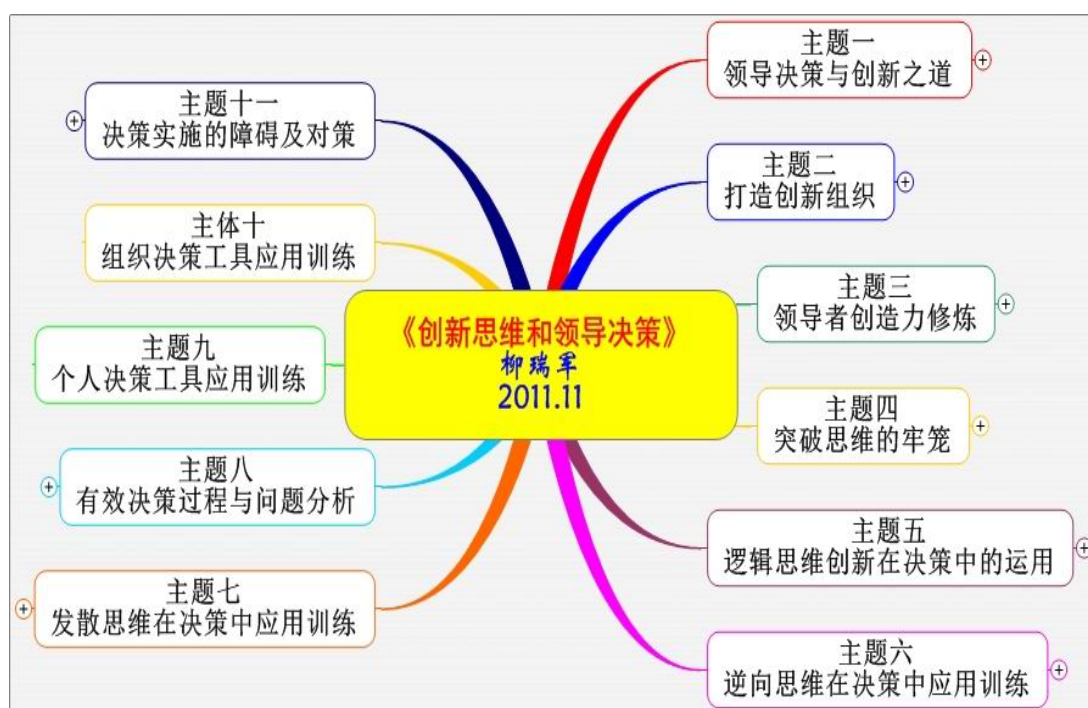 《创新思维和领导决策》
柳瑞军
2011.11
主题一
领导决策与创新之道
主题二
打造创新组织
主题三
领导者创造力修炼
主题四
突破思维的牢笼
主题五
逻辑思维创新在决策中的运用
主题六
逆向思维在决策中应用训练
主题七
发散思维在决策中应用训练
主题八
有效决策过程与问题分析
主题九
个人决策工具应用训练
主体十
组织决策工具应用训练
主题十一
决策实施的障碍及对策